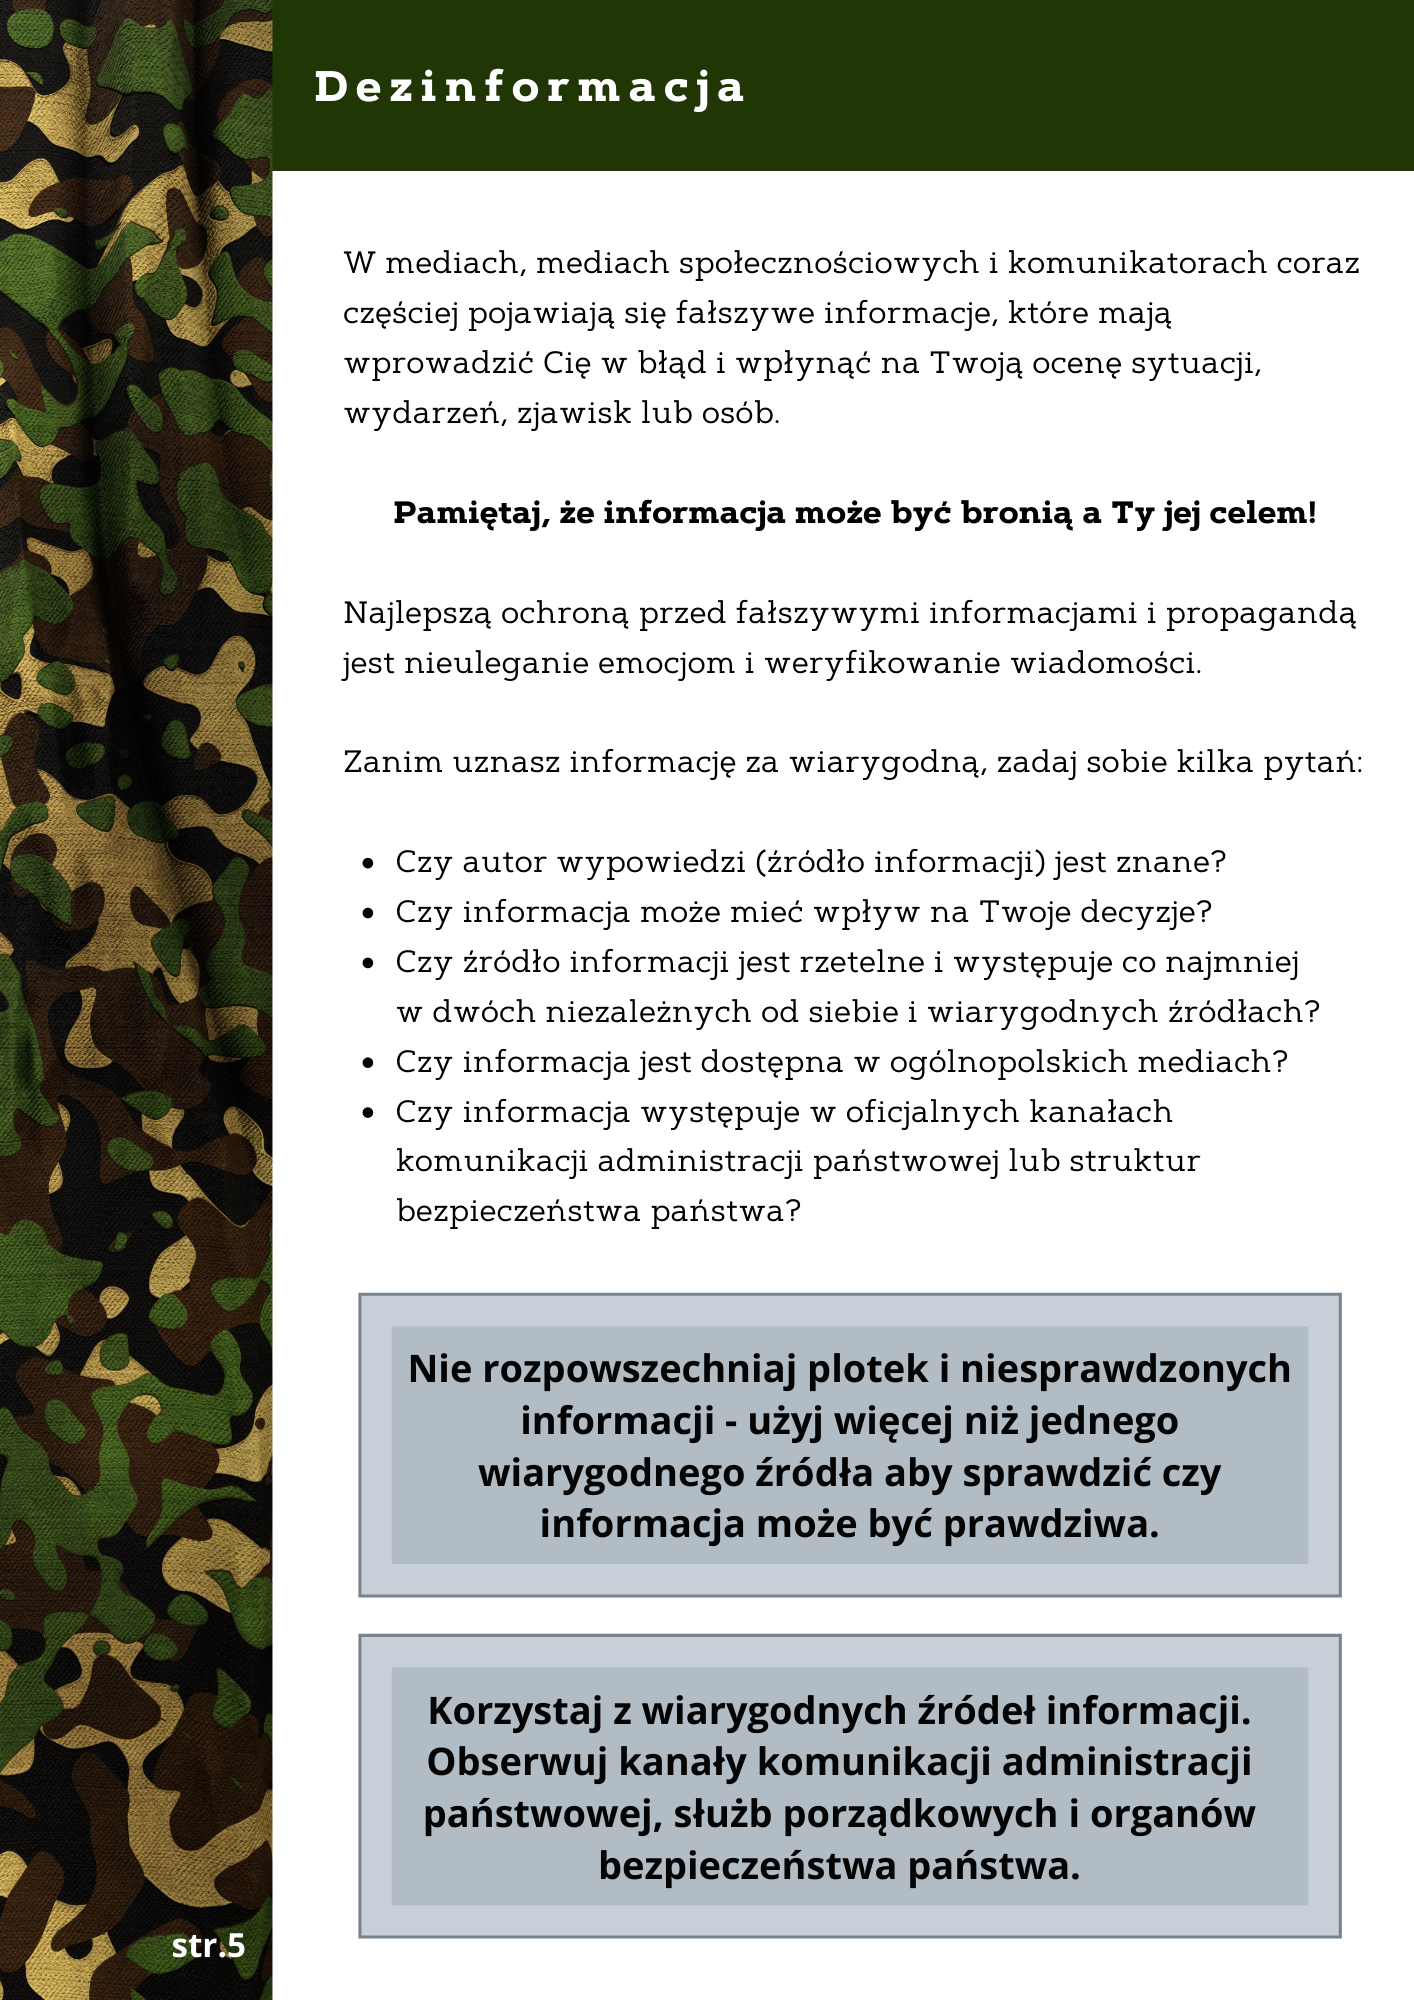 Dezinformacja
W mediach, mediach społecznościowych i komunikatorach coraz
częściej pojawiają się fałszywe informacje, które mają
wprowadzić Cię w błąd i wpłynąć na Twoją ocenę sytuacji,
wydarzeń, zjawisk lub osób.
Pamiętaj, że informacja może być bronią a Ty jej celem!
Najlepszą ochroną przed fałszywymi informacjami i propagandą
jest nieuleganie emocjom i weryfikowanie wiadomości.
Zanim uznasz informację za wiarygodną, zadaj sobie kilka pytań:
• Czy autor wypowiedzi (źródło informacji) jest znane?
• Czy informacja może mieć wpływ na Twoje decyzje?
• Czy źródło informacji jest rzetelne i występuje co najmniej
w dwóch niezależnych od siebie i wiarygodnych źródłach?
• Czy informacja jest dostępna w ogólnopolskich mediach?
• Czy informacja występuje w oficjalnych kanałach
komunikacji administracji państwowej lub struktur
bezpieczeństwa państwa?
Nie rozpowszechniaj plotek i niesprawdzonych
informacji - użyj więcej niż jednego
wiarygodnego źródła aby sprawdzić czy
informacja może być prawdziwa.
Korzystaj z wiarygodnych źródeł informacji.
Obserwuj kanały komunikacji administracji
państwowej, służb porządkowych i organów
bezpieczeństwa państwa.
str.5